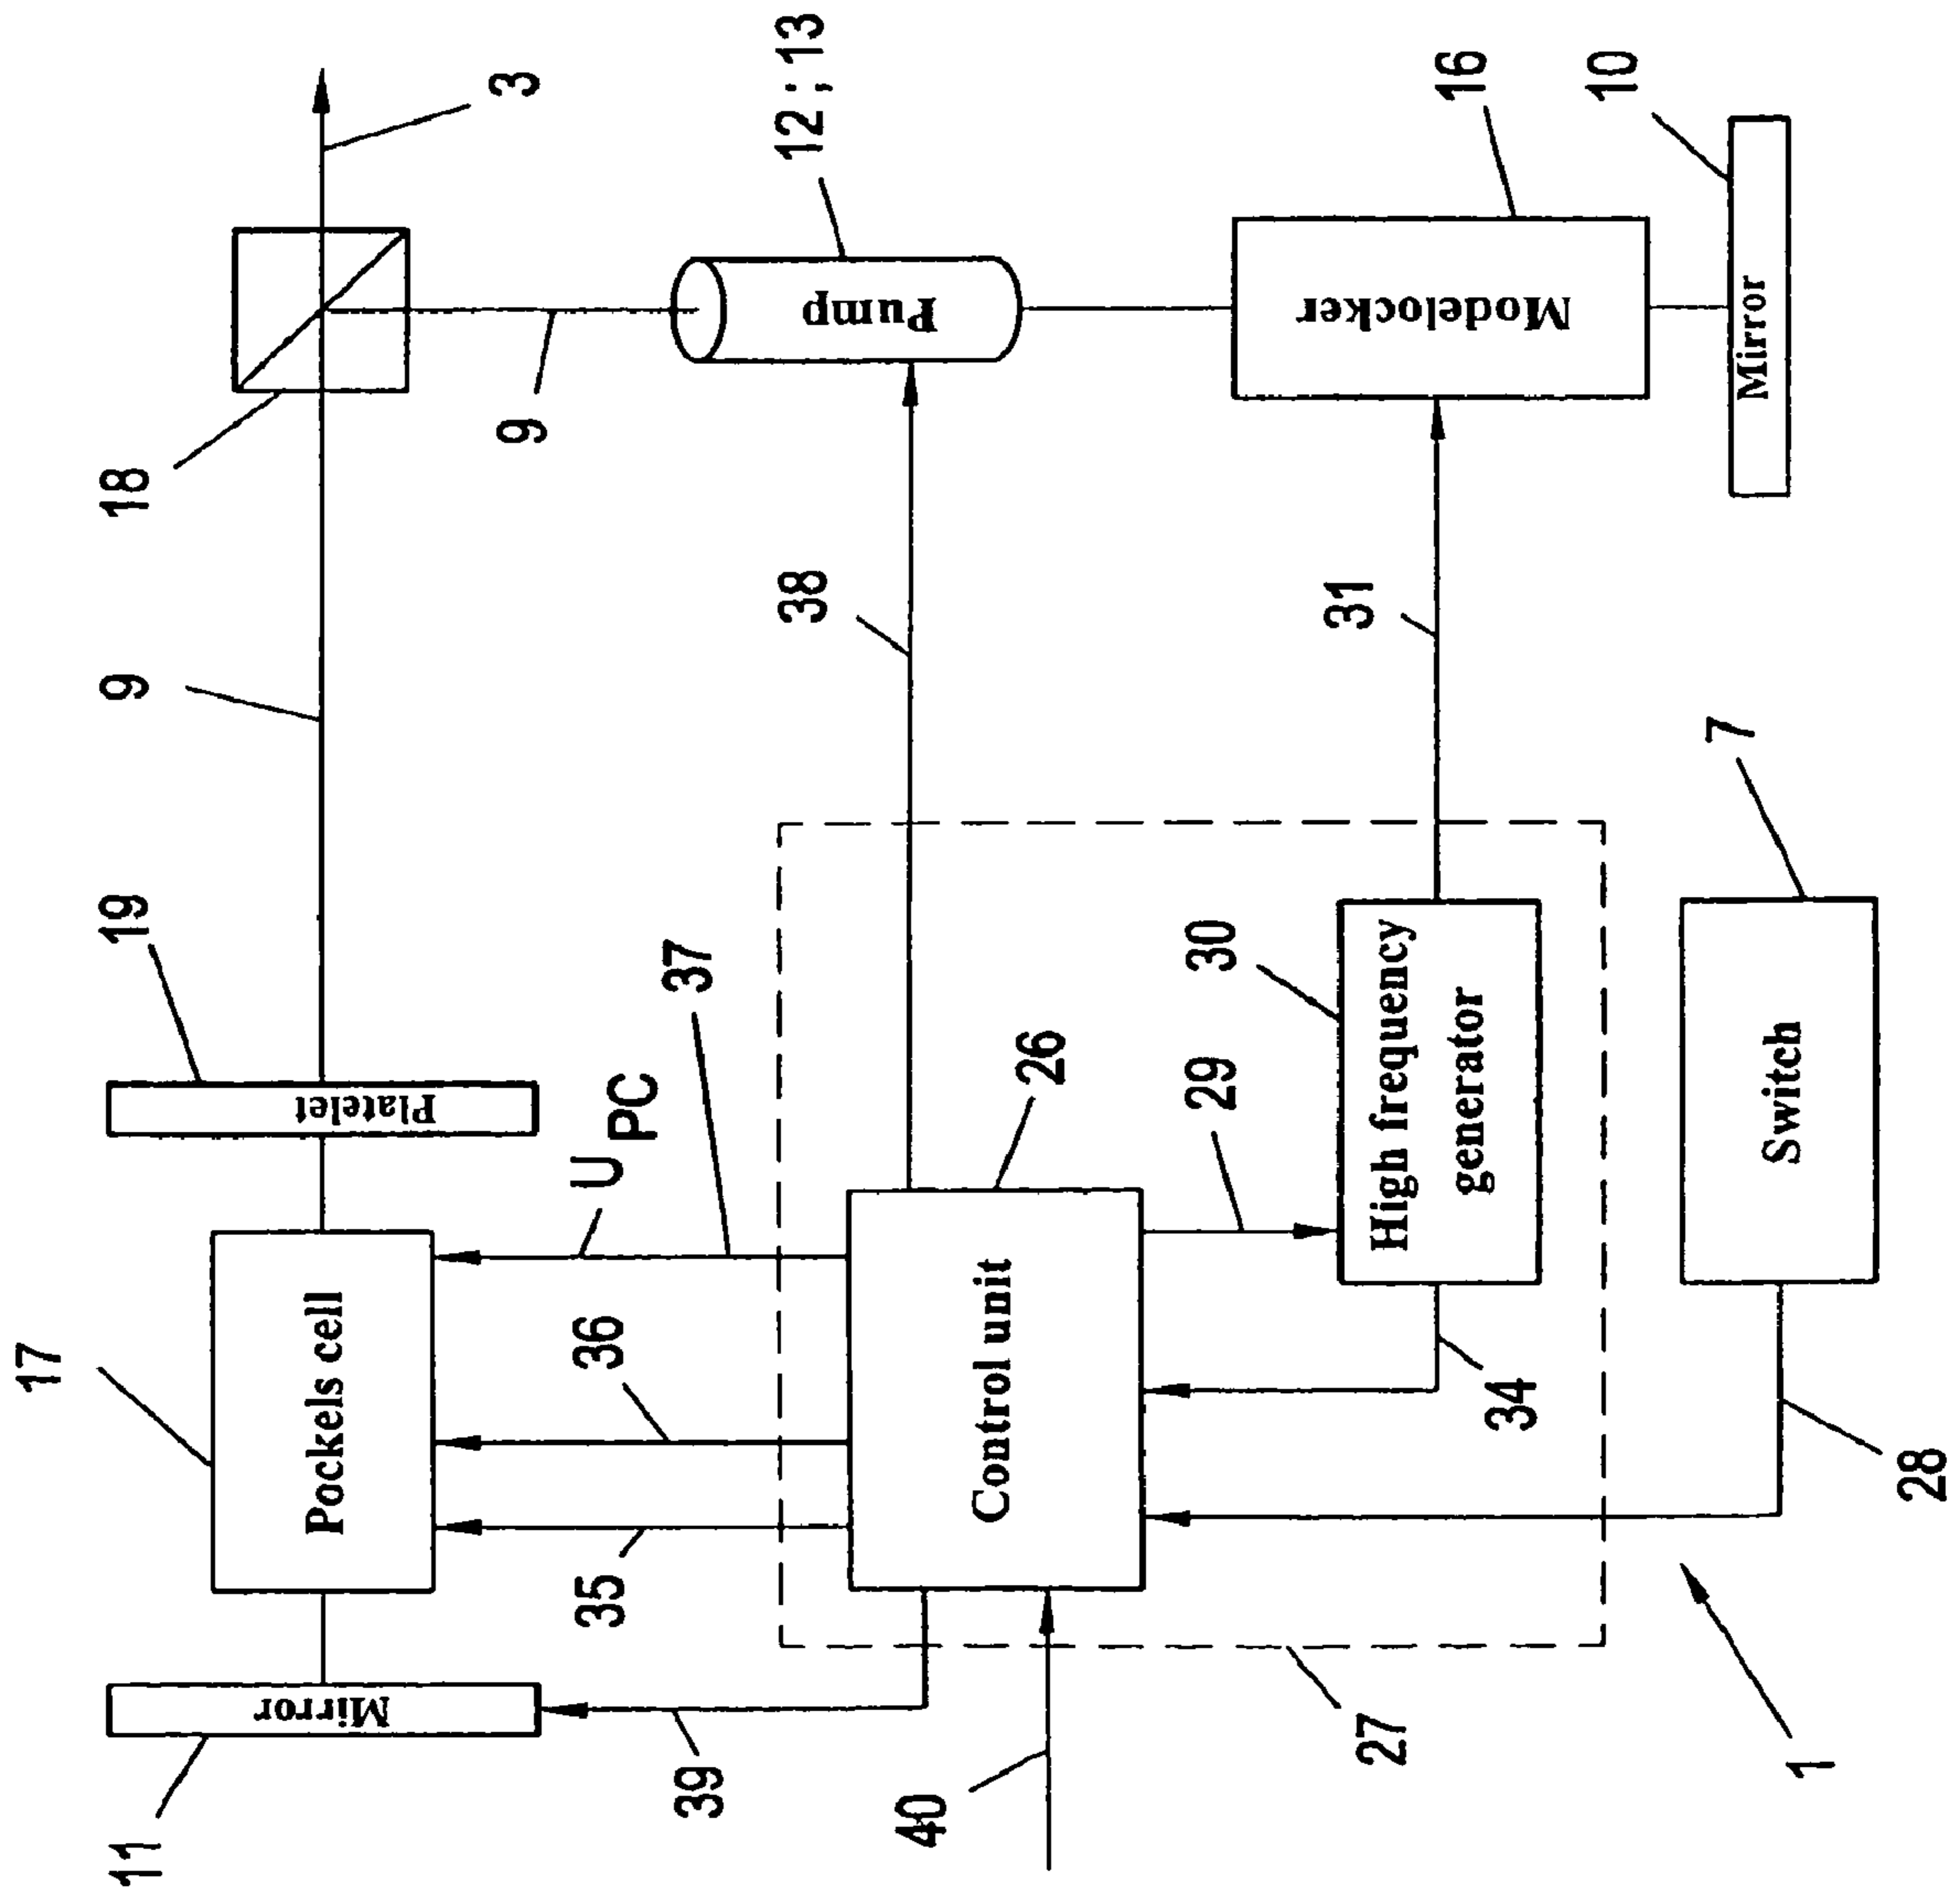 3
12 ; 13
16
10
18
9
Pump
Modelocker
Mirror
9
38
31
7
19
Platelet
37
U PC
26
29
30
High frequency
generator
Switch
17
Pockels cell
36
35
Control unit
34
28
11
Mirror
39
40
27
1